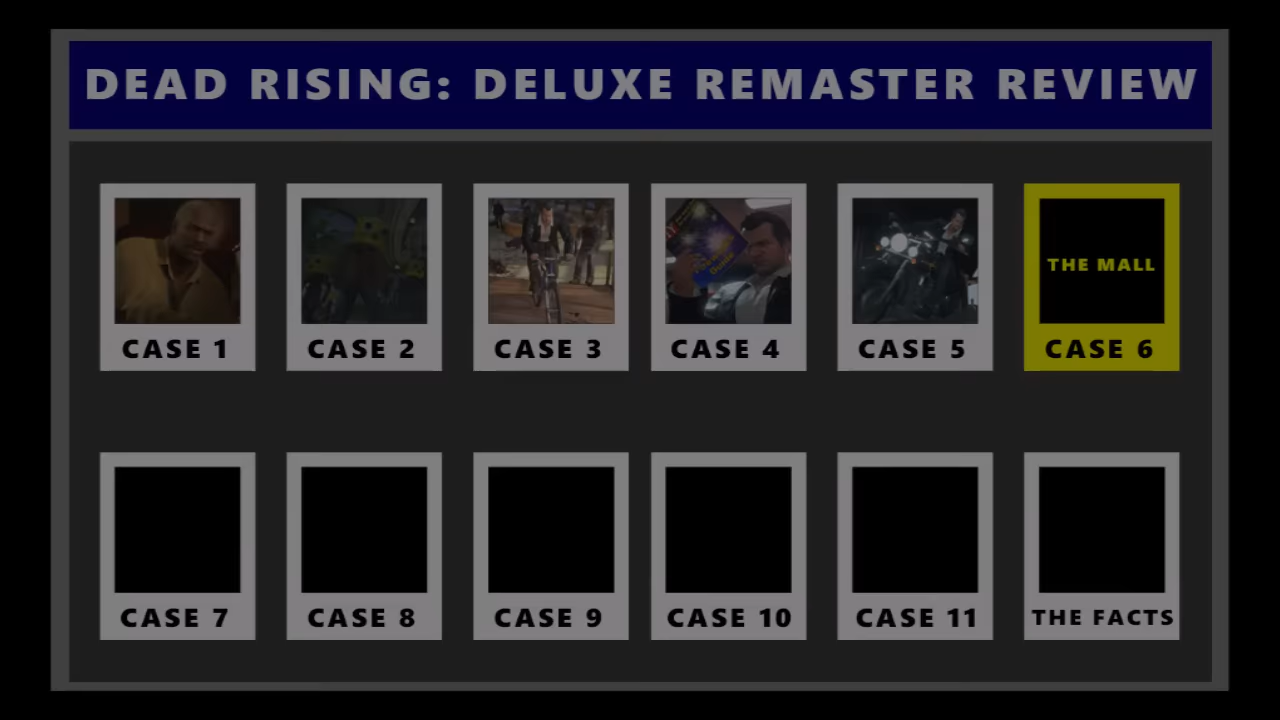 DEAD RISING: DELUXE REMASTER REVIEW
THE MALL
CASE 1 CASE 2 CASE 3 CASE 4 CASE 5 CASE 6
CASE 7 CASE 8 CASE 9 CASE 10 CASE 11 THE FACTS